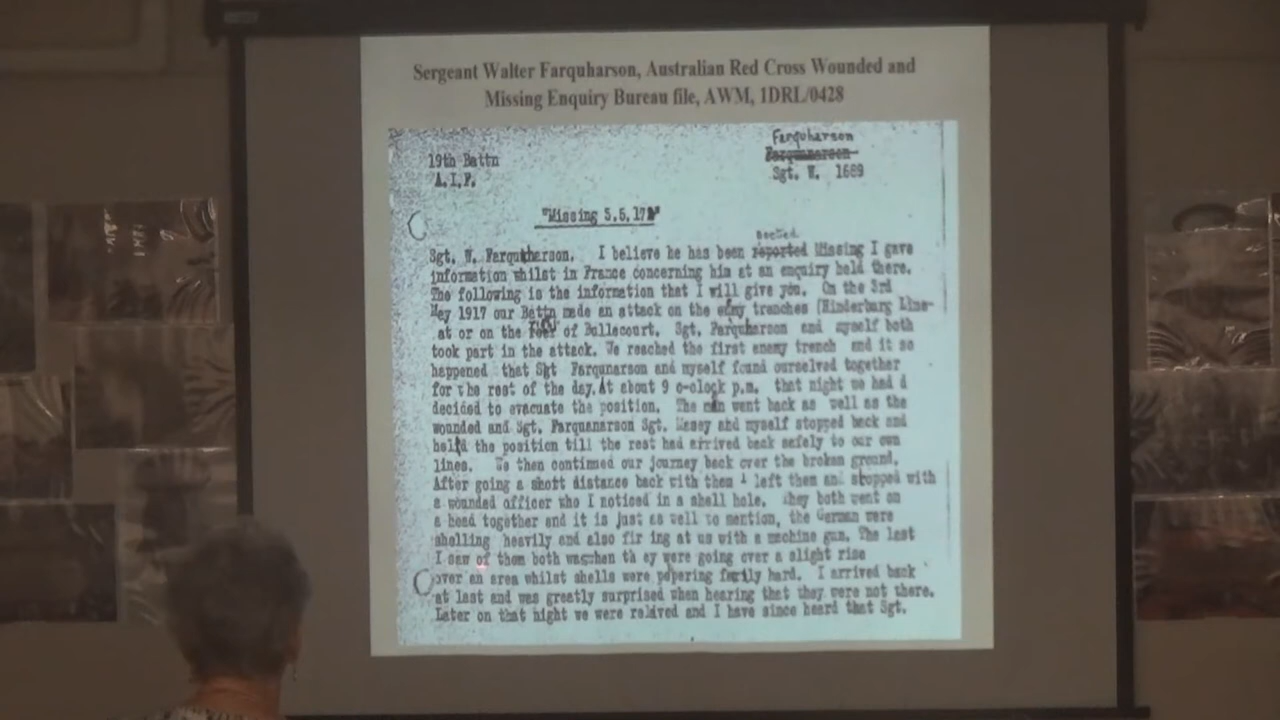 Sergeant Walter Farquharson, Australian Red Cross Wounded and
Missing Enquiry Bureau file, AWM, 1DRL/0428
Farquharson
19th Battn
A.I.F.
Sgt. W. 1689
"Missing 3.5.17"
Sgt. W. Farqutherson. I believe he has been reported Missing I gave
information whilst in France concerning him at an enquiry held there.
The following is the information that I will give you. On the 3rd
May 1917 our Battn made an attack on the trenches (Hinderburg Line-
at or on the of Bullecourt. Sgt. Farquharson and myself both
took part in the attack. We reached the first enemy trench and it so
happened that Sgt Farqunarson and myself found ourselved together
for the rest of the day. At about 9 o-clock p.m. that night we had d
decided to evacuate the position. The men went back as well as the
wounded and Sgt. Farquanarson Sgt. and myself stopped back and
held the position till the rest had arrived back safely to our own
lines. We then continued our journey back over the broken ground.
After going a short distance back with them I left them and stopped with
a wounded officer who I noticed in a shell hole. They both went on
a head together and it is just as well to mention, the German were
shelling heavily and also fir ing at us with a machine gun. The last
I saw of them both was when th ey were going over a slight rise
over an area whilst shells were hard. I arrived back
at last and was greatly surprised when hearing that they were not there.
Later on that night we were and I have since heard that Sgt.